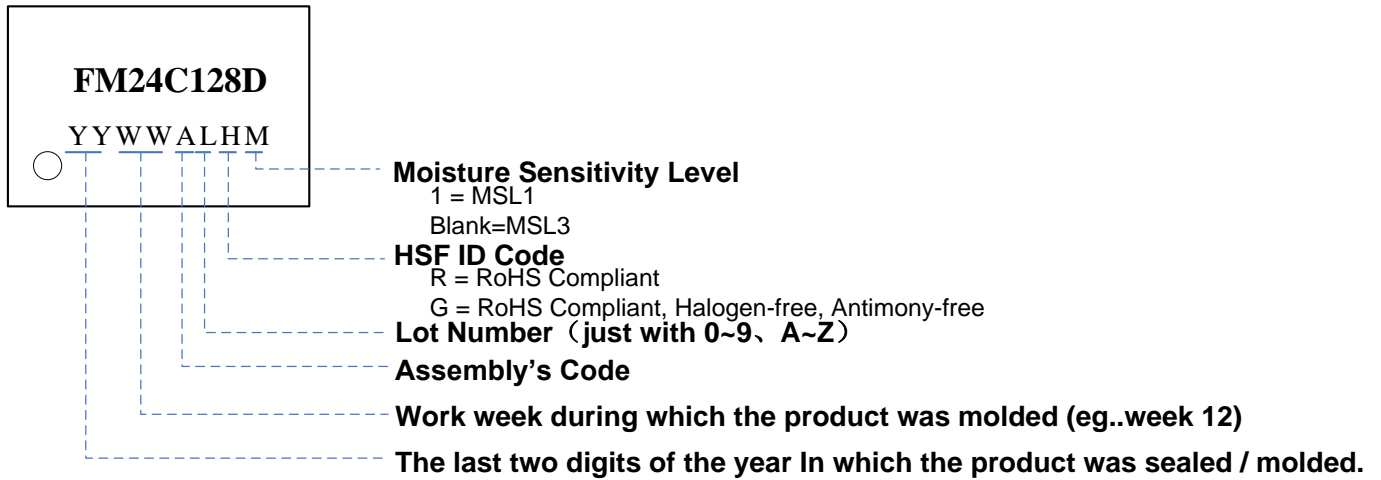 FM24C128D
YYWWALHM
Moisture Sensitivity Level
1 = MSL1
Blank=MSL3
HSF ID Code
R = RoHS Compliant
G = RoHS Compliant, Halogen-free, Antimony-free
Lot Number（just with 0~9、A~Z）
Assembly’s Code
Work week during which the product was molded (eg..week 12)
The last two digits of the year In which the product was sealed / molded.